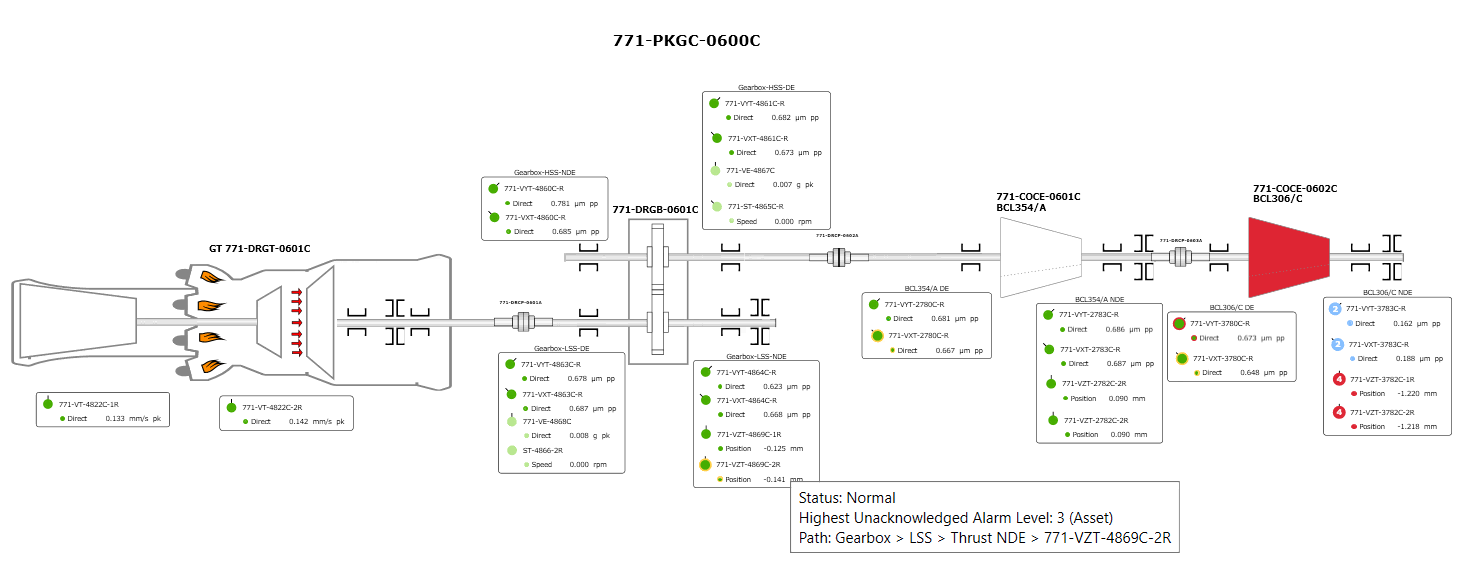 771-PKGC-0600C
Gearbox-HSS-DE
771-VYT-4861C-R
Direct 0.682 µm pp
771-VXT-4861C-R
Direct 0.673 µm pp
771-VE-4867C
Direct 0.007 g pk
771-ST-4865C-R
Speed 0.000 rpm
Gearbox-HSS-NDE
771-VYT-4860C-R
Direct 0.781 µm pp
771-VXT-4860C-R
Direct 0.685 µm pp
771-DRGB-0601C
771-COCE-0601C
BCL354/A
771-COCE-0602C
BCL306/C
771-DRCP-0602A
771-DRCP-0603A
GT 771-DRGT-0601C
771-DRCP-0601A
BCL354/A DE
771-VYT-2780C-R
Direct 0.681 µm pp
771-VXT-2780C-R
Direct 0.667 µm pp
BCL354/A NDE
771-VYT-2783C-R
Direct 0.686 µm pp
771-VXT-2783C-R
Direct 0.687 µm pp
771-VZT-2782C-2R
Position 0.090 mm
771-VZT-2782C-2R
Position 0.090 mm
BCL306/C DE
771-VYT-3780C-R
Direct 0.673 µm pp
771-VXT-3780C-R
Direct 0.648 µm pp
BCL306/C NDE
2 771-VYT-3783C-R
Direct 0.162 µm pp
2 771-VXT-3783C-R
Direct 0.188 µm pp
4 771-VZT-3782C-1R
Position -1.220 mm
4 771-VZT-3782C-2R
Position -1.218 mm
Gearbox-LSS-DE
771-VYT-4863C-R
Direct 0.678 µm pp
771-VXT-4863C-R
Direct 0.687 µm pp
771-VE-4868C
Direct 0.008 g pk
ST-4866-2R
Speed 0.000 rpm
Gearbox-LSS-NDE
771-VYT-4864C-R
Direct 0.623 µm pp
771-VXT-4864C-R
Direct 0.668 µm pp
771-VZT-4869C-1R
Position -0.125 mm
771-VZT-4869C-2R
Position -0.141 mm
771-VT-4822C-1R
Direct 0.133 mm/s pk
771-VT-4822C-2R
Direct 0.142 mm/s pk
Status: Normal
Highest Unacknowledged Alarm Level: 3 (Asset)
Path: Gearbox > LSS > Thrust NDE > 771-VZT-4869C-2R